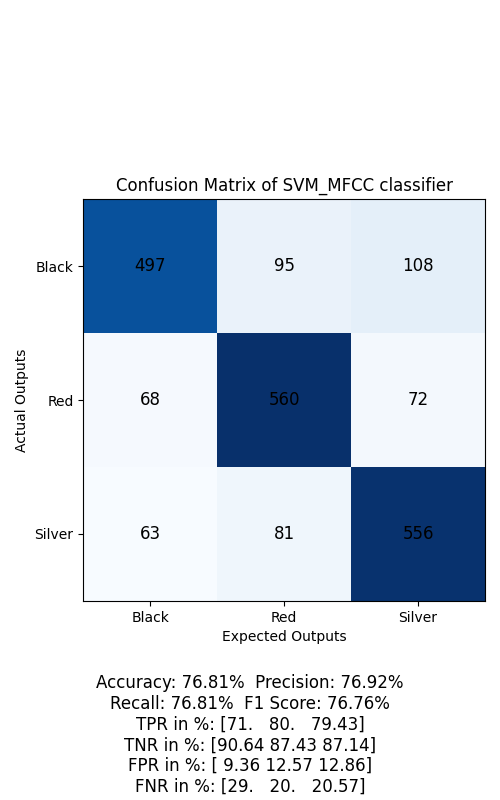 Confusion Matrix of SVM_MFCC classifier
Actual Outputs
Black 497 95 108
Red 68 560 72
Silver 63 81 556
Black Red Silver
Expected Outputs
Accuracy: 76.81%  Precision: 76.92%
Recall: 76.81%  F1 Score: 76.76%
TPR in %: [71.   80.   79.43]
TNR in %: [90.64 87.43 87.14]
FPR in %: [ 9.36 12.57 12.86]
FNR in %: [29.   20.   20.57]